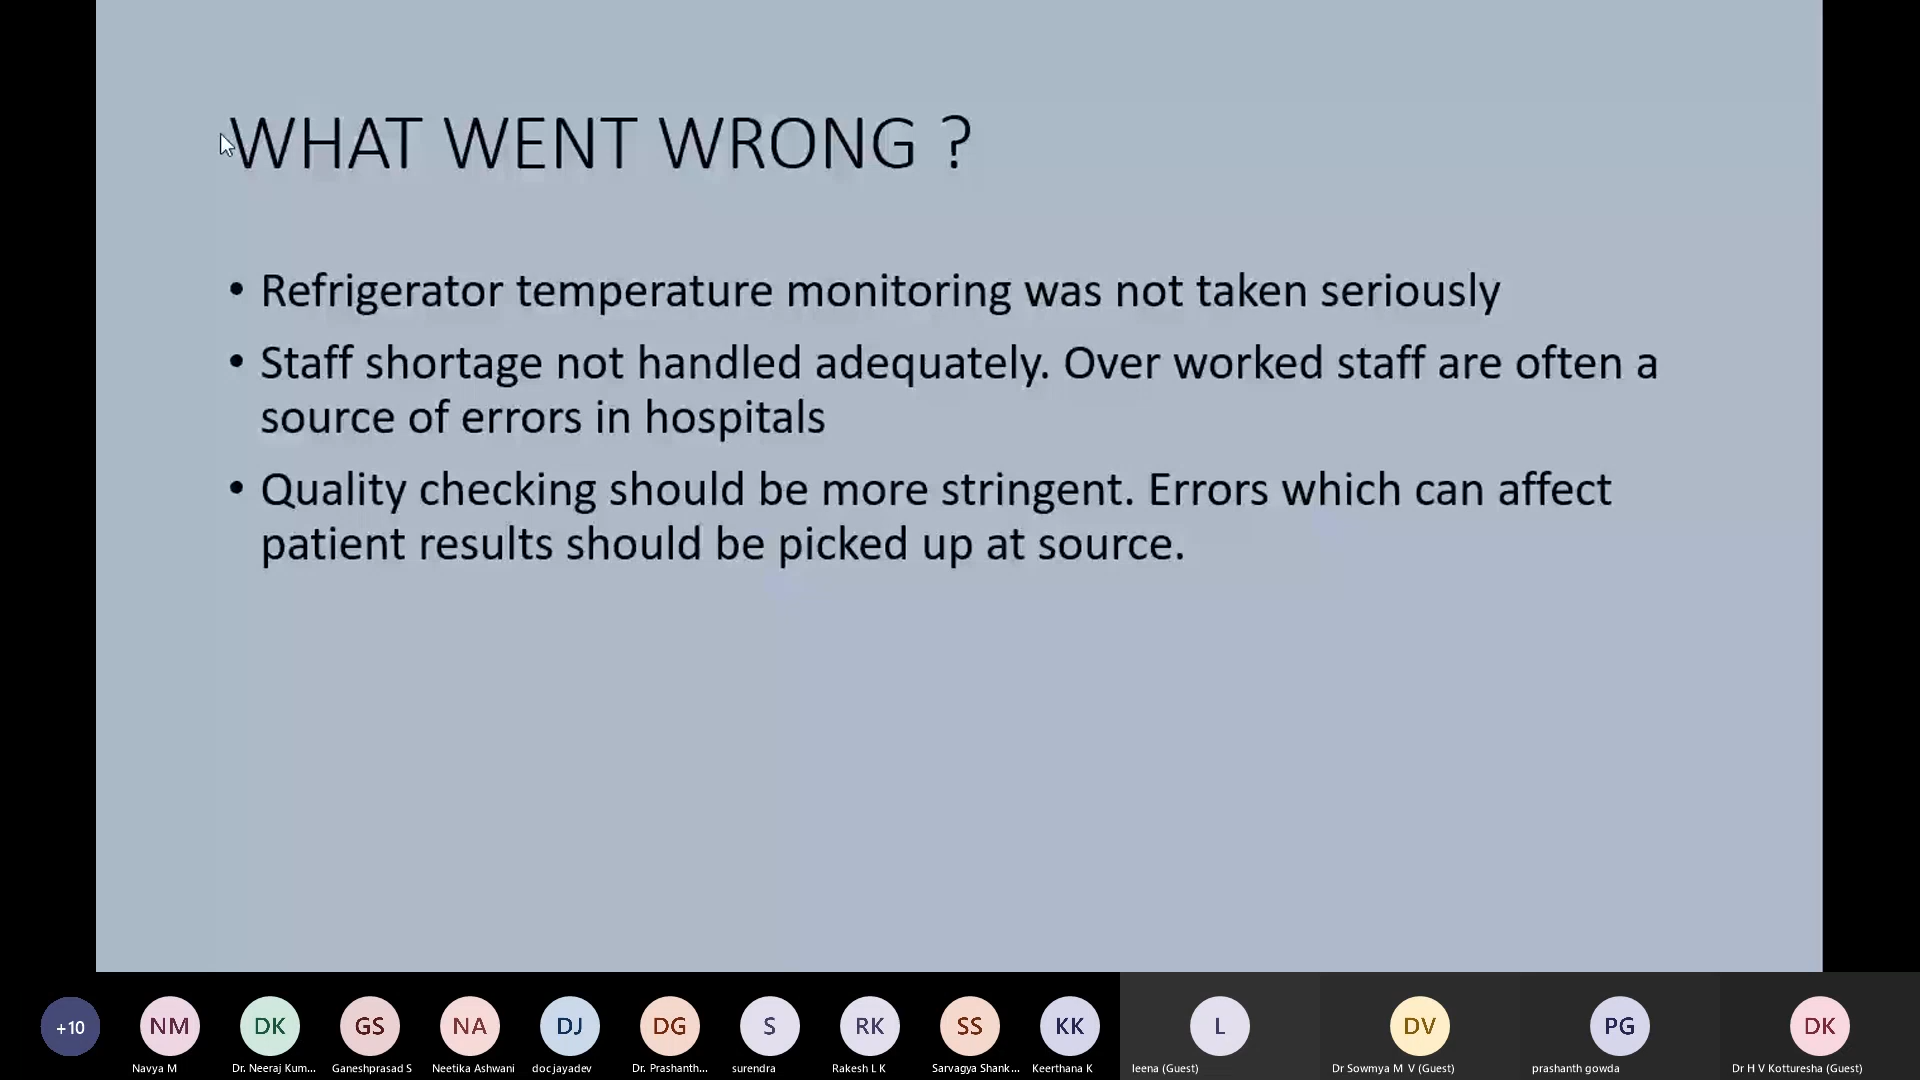 WHAT WENT WRONG ?
• Refrigerator temperature monitoring was not taken seriously
• Staff shortage not handled adequately. Over worked staff are often a
source of errors in hospitals
• Quality checking should be more stringent. Errors which can affect
patient results should be picked up at source.
+10 NM DK GS NA DJ DG S RK SS KK L DV PG DK
Navya M Dr. Neeraj Kum... Ganeshprasad S Neetika Ashwani doc jayadev Dr. Prashanth... surendra Rakesh L K Sarvagya Shank... Keerthana K leena (Guest) Dr Sowmya M V (Guest) prashanth gowda Dr H V Kotturesha (Guest)